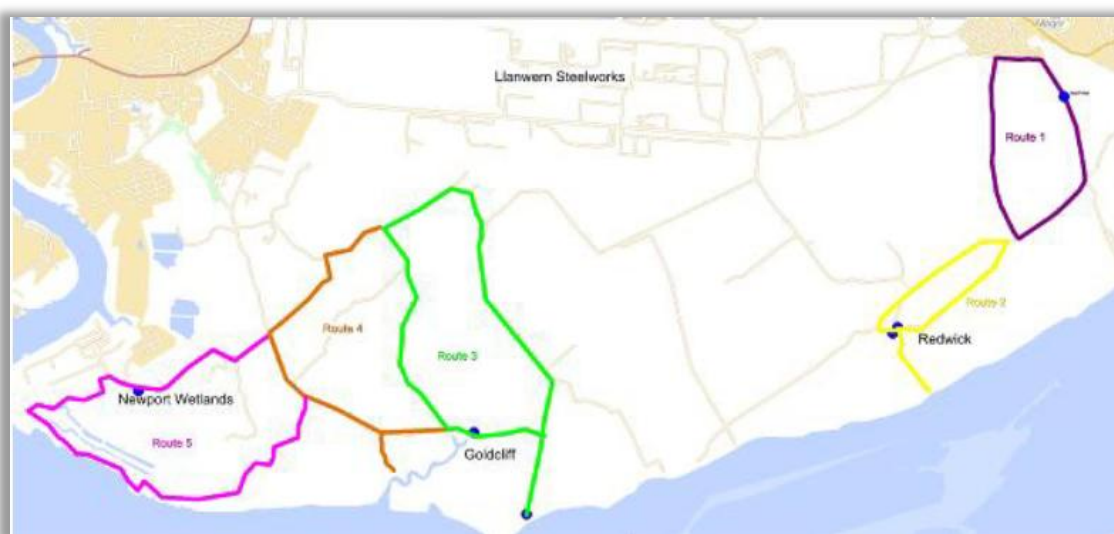 Llanwern Steelworks
Route 1
Route 2
Route 4
Route 3
Redwick
Newport Wetlands
Route 5
Goldcliff